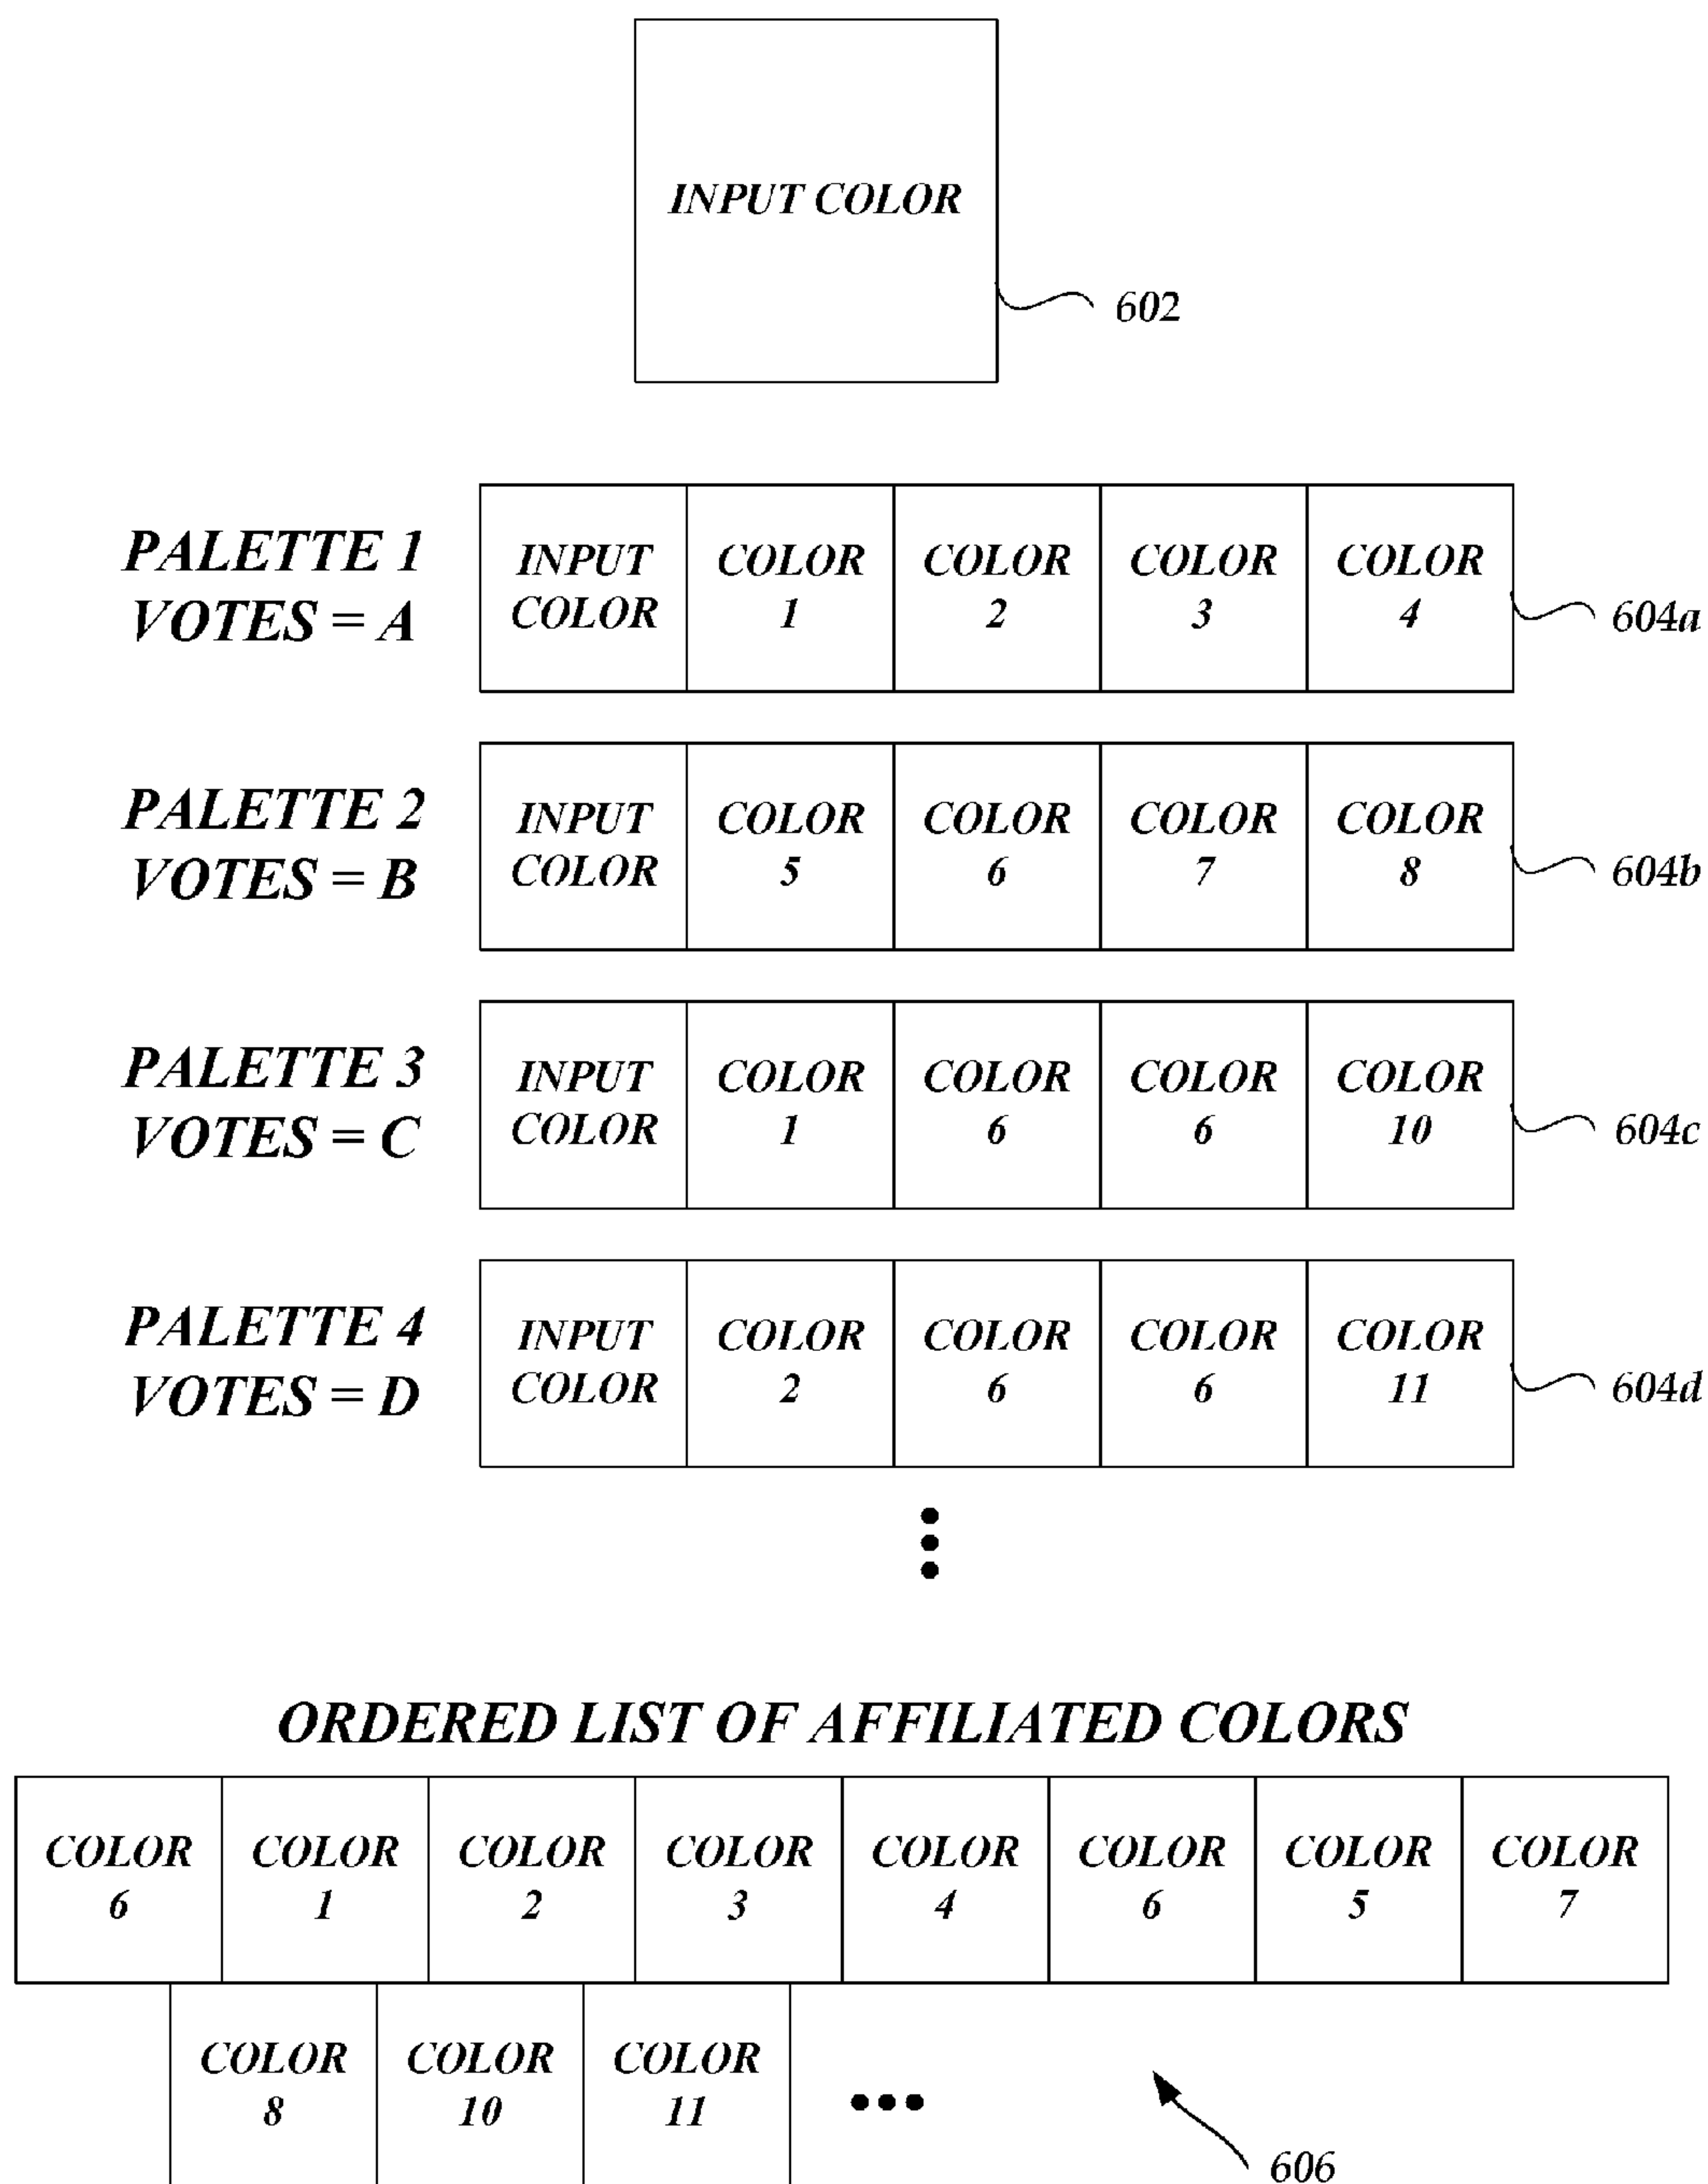 INPUT COLOR
602
PALETTE 1
VOTES = A
INPUT COLOR
COLOR 1
COLOR 2
COLOR 3
COLOR 4
604a
PALETTE 2
VOTES = B
INPUT COLOR
COLOR 5
COLOR 6
COLOR 7
COLOR 8
604b
PALETTE 3
VOTES = C
INPUT COLOR
COLOR 1
COLOR 6
COLOR 6
COLOR 10
604c
PALETTE 4
VOTES = D
INPUT COLOR
COLOR 2
COLOR 6
COLOR 6
COLOR 11
604d
ORDERED LIST OF AFFILIATED COLORS
COLOR 6
COLOR 1
COLOR 2
COLOR 3
COLOR 4
COLOR 6
COLOR 5
COLOR 7
COLOR 8
COLOR 10
COLOR 11
606